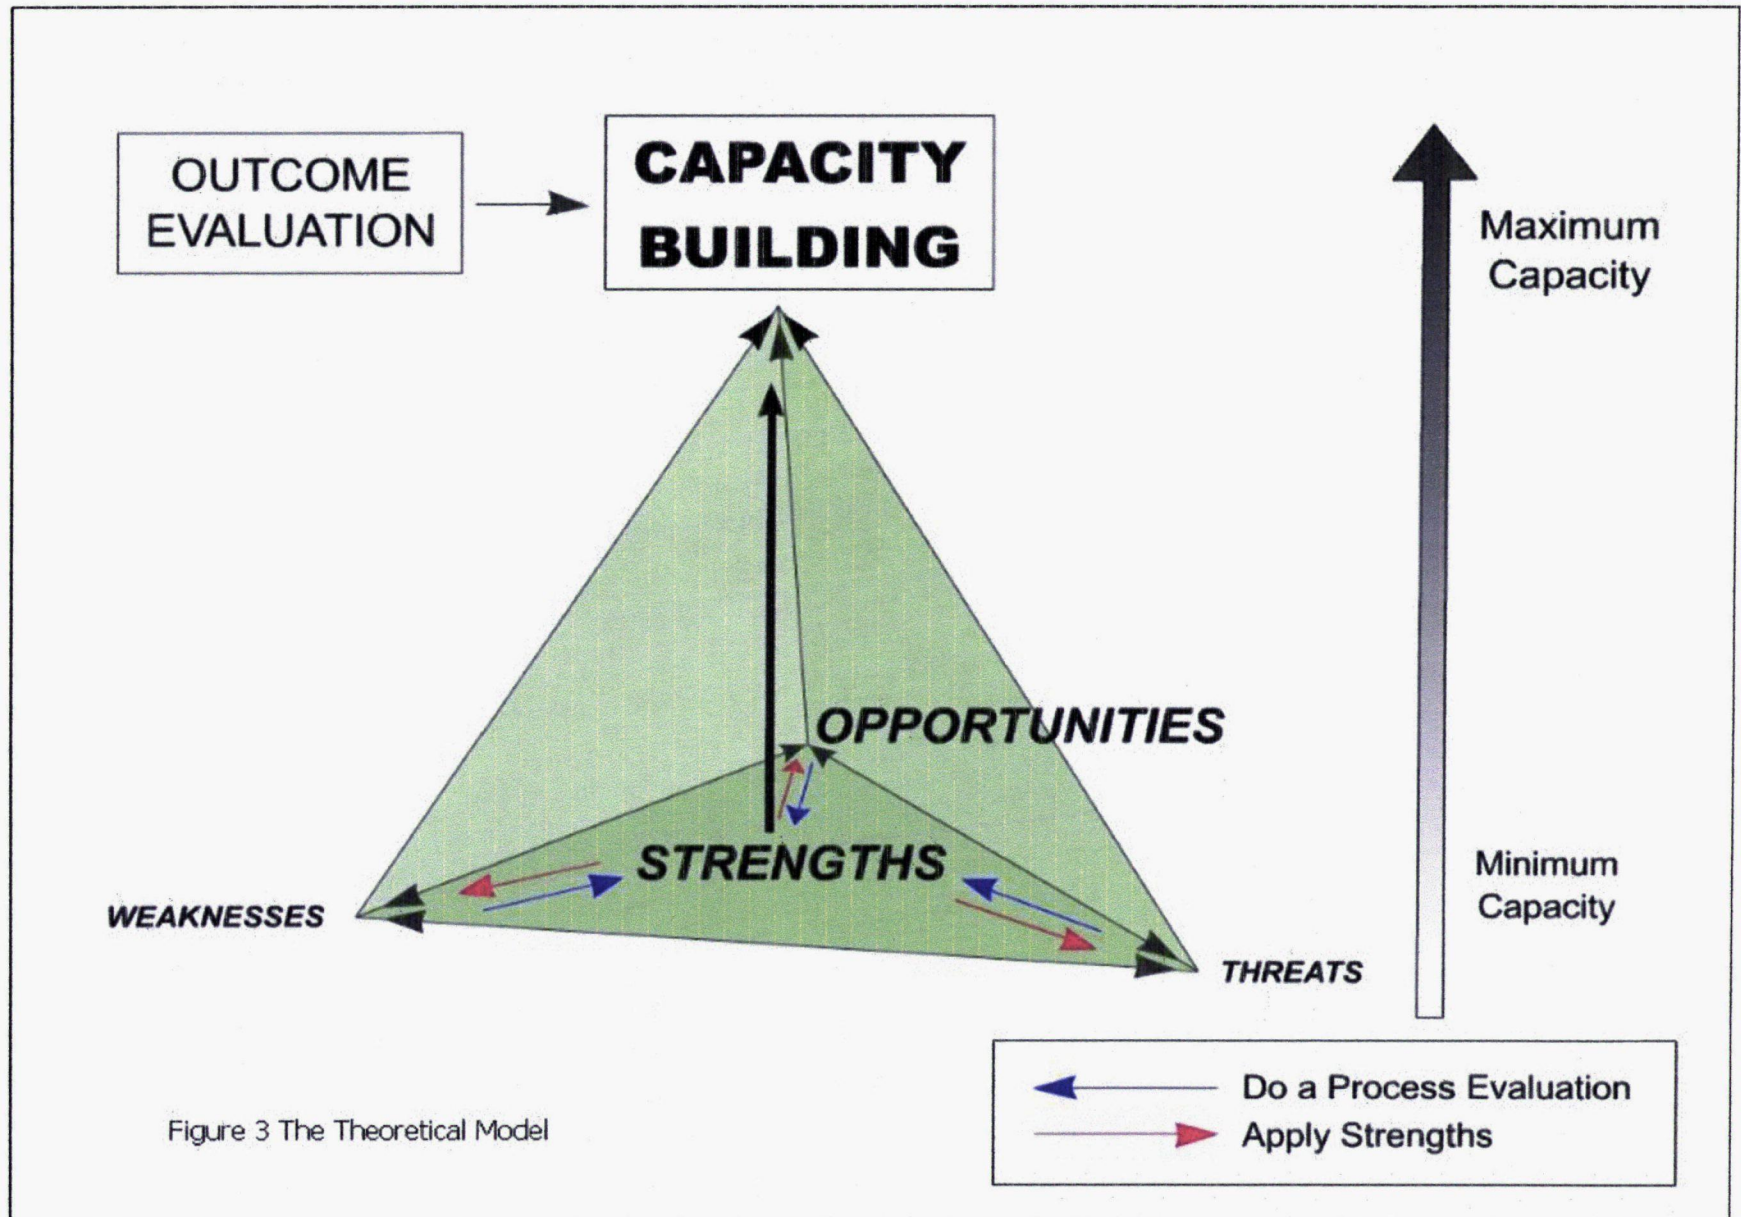 OUTCOME
EVALUATION
CAPACITY
BUILDING
Maximum
Capacity
OPPORTUNITIES
STRENGTHS
WEAKNESSES
THREATS
Minimum
Capacity
Do a Process Evaluation
Apply Strengths
Figure 3 The Theoretical Model